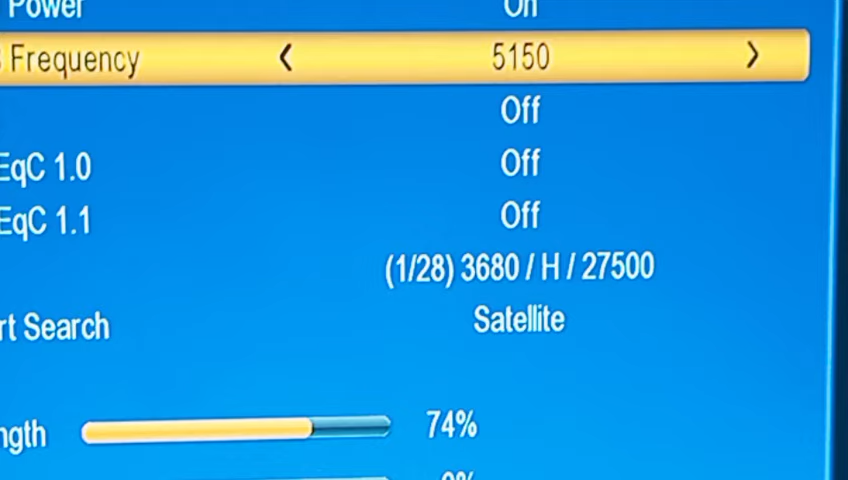 Power On
Frequency < 5150 >
Off
EqC 1.0 Off
EqC 1.1 Off
(1/28) 3680 / H / 27500
rt Search Satellite
ngth 74%